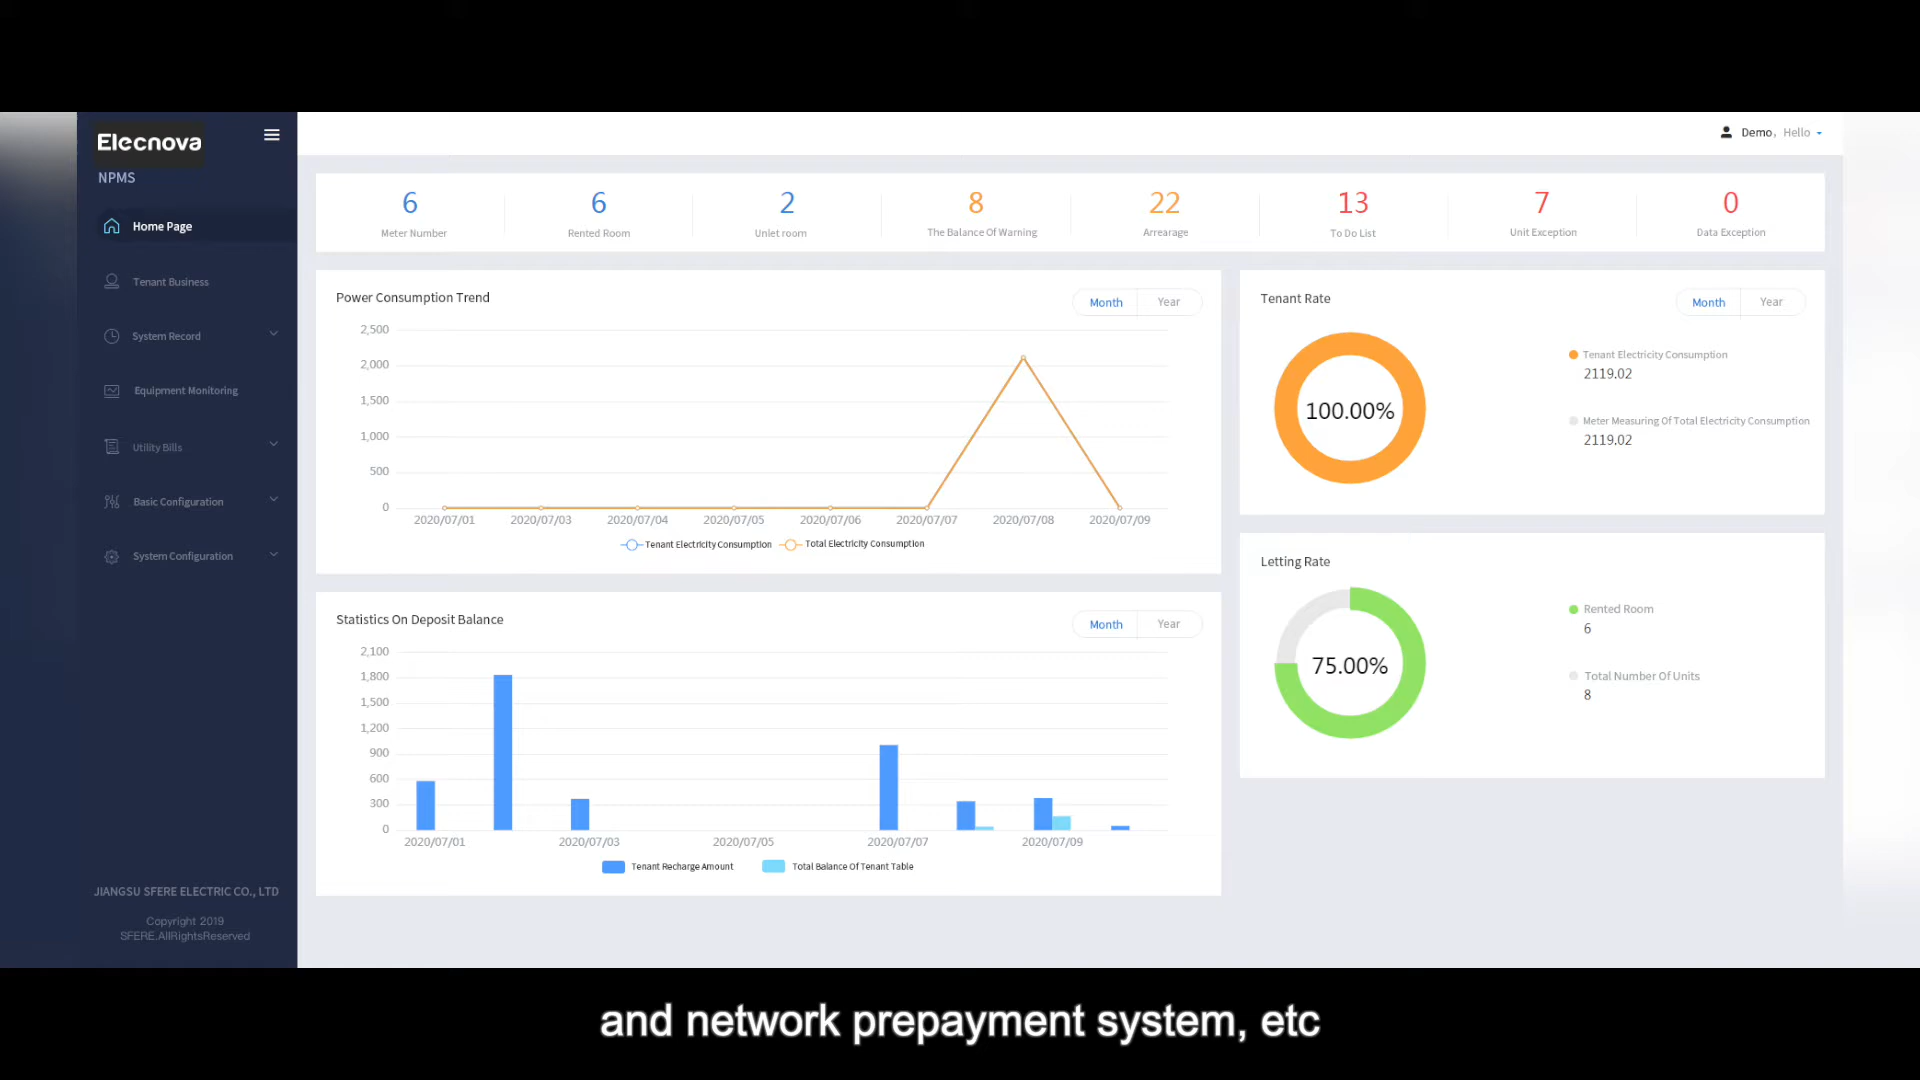 Elecnova
NPMS
Home Page
Tenant Business
System Record
Equipment Monitoring
Utility Bills
Basic Configuration
System Configuration
JIANGSU SFERE ELECTRIC CO., LTD
Copyright 2019
SFERE.AllRightsReserved
Demo, Hello
6 6 2 8 22 13 7 0
Meter Number Rented Room Unlet room The Balance Of Warning Arrearage To Do List Unit Exception Data Exception
Power Consumption Trend
Month Year
2,500
2,000
1,500
1,000
500
0
2020/07/01 2020/07/03 2020/07/04 2020/07/05 2020/07/06 2020/07/07 2020/07/08 2020/07/09
Tenant Electricity Consumption Total Electricity Consumption
Tenant Rate
Month Year
100.00%
Tenant Electricity Consumption
2119.02
Meter Measuring Of Total Electricity Consumption
2119.02
Statistics On Deposit Balance
Month Year
2,100
1,800
1,500
1,200
900
600
300
0
2020/07/01 2020/07/03 2020/07/05 2020/07/07 2020/07/09
Tenant Recharge Amount Total Balance Of Tenant Table
Letting Rate
75.00%
Rented Room
6
Total Number Of Units
8
and network prepayment system, etc